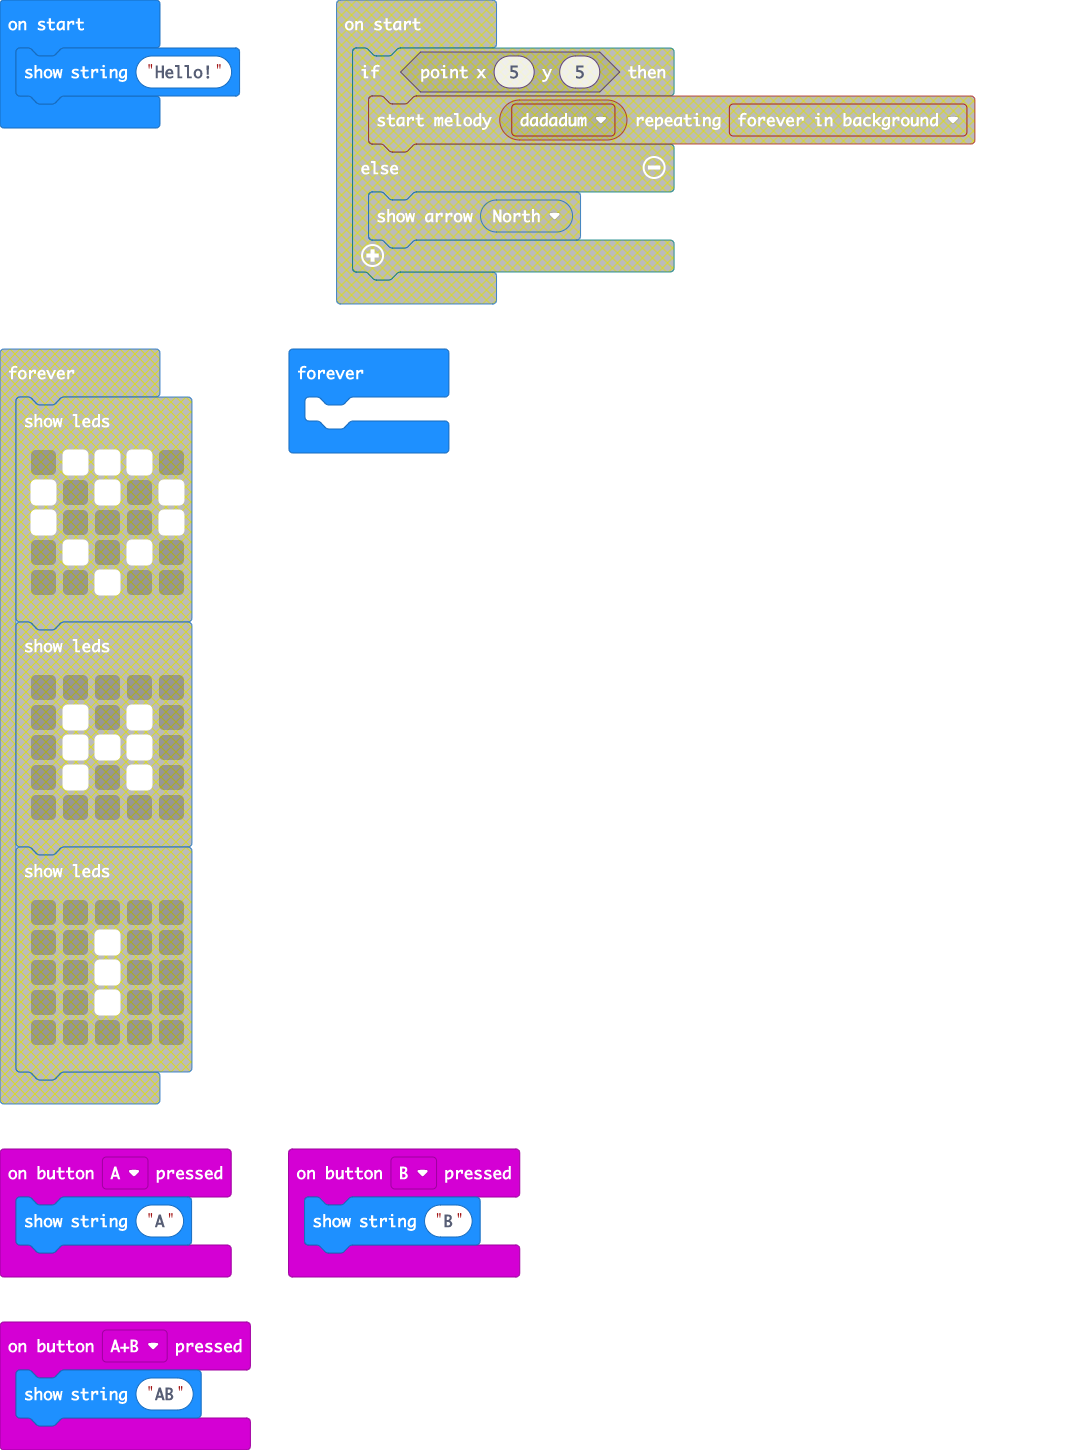 on start
show string "Hello!"
on start
if point x 5 y 5 then
start melody dadadum repeating forever in background
else
show arrow North
forever
show leds
show leds
show leds
forever
on button A pressed
show string "A"
on button B pressed
show string "B"
on button A+B pressed
show string "AB"